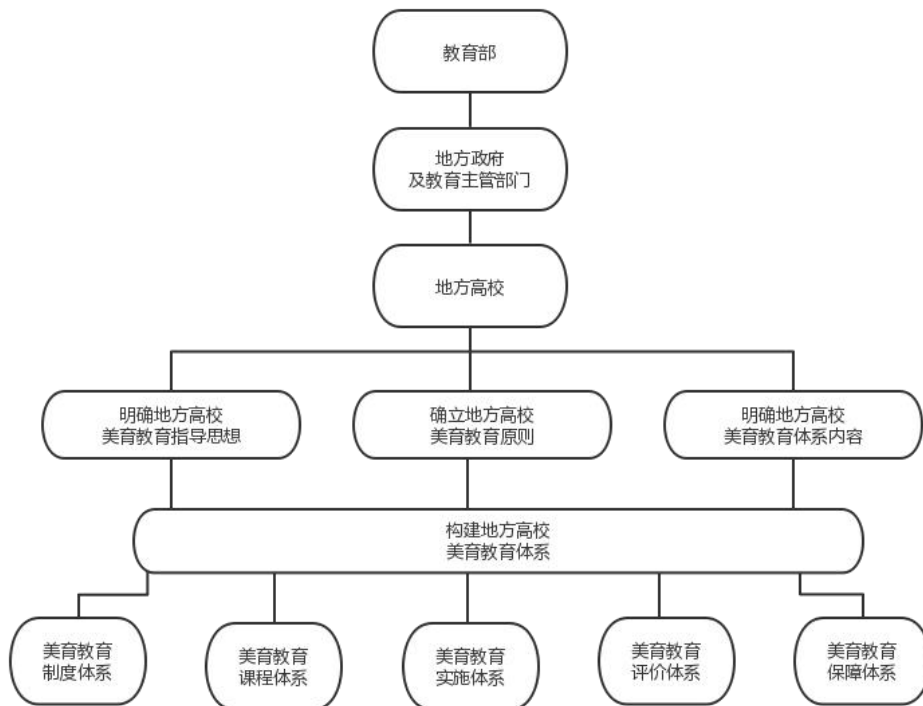 教育部
地方政府
及教育主管部门
地方高校
明确地方高校
美育教育指导思想
确立地方高校
美育教育原则
明确地方高校
美育教育体系内容
构建地方高校
美育教育体系
美育教育
制度体系
美育教育
课程体系
美育教育
实施体系
美育教育
评价体系
美育教育
保障体系